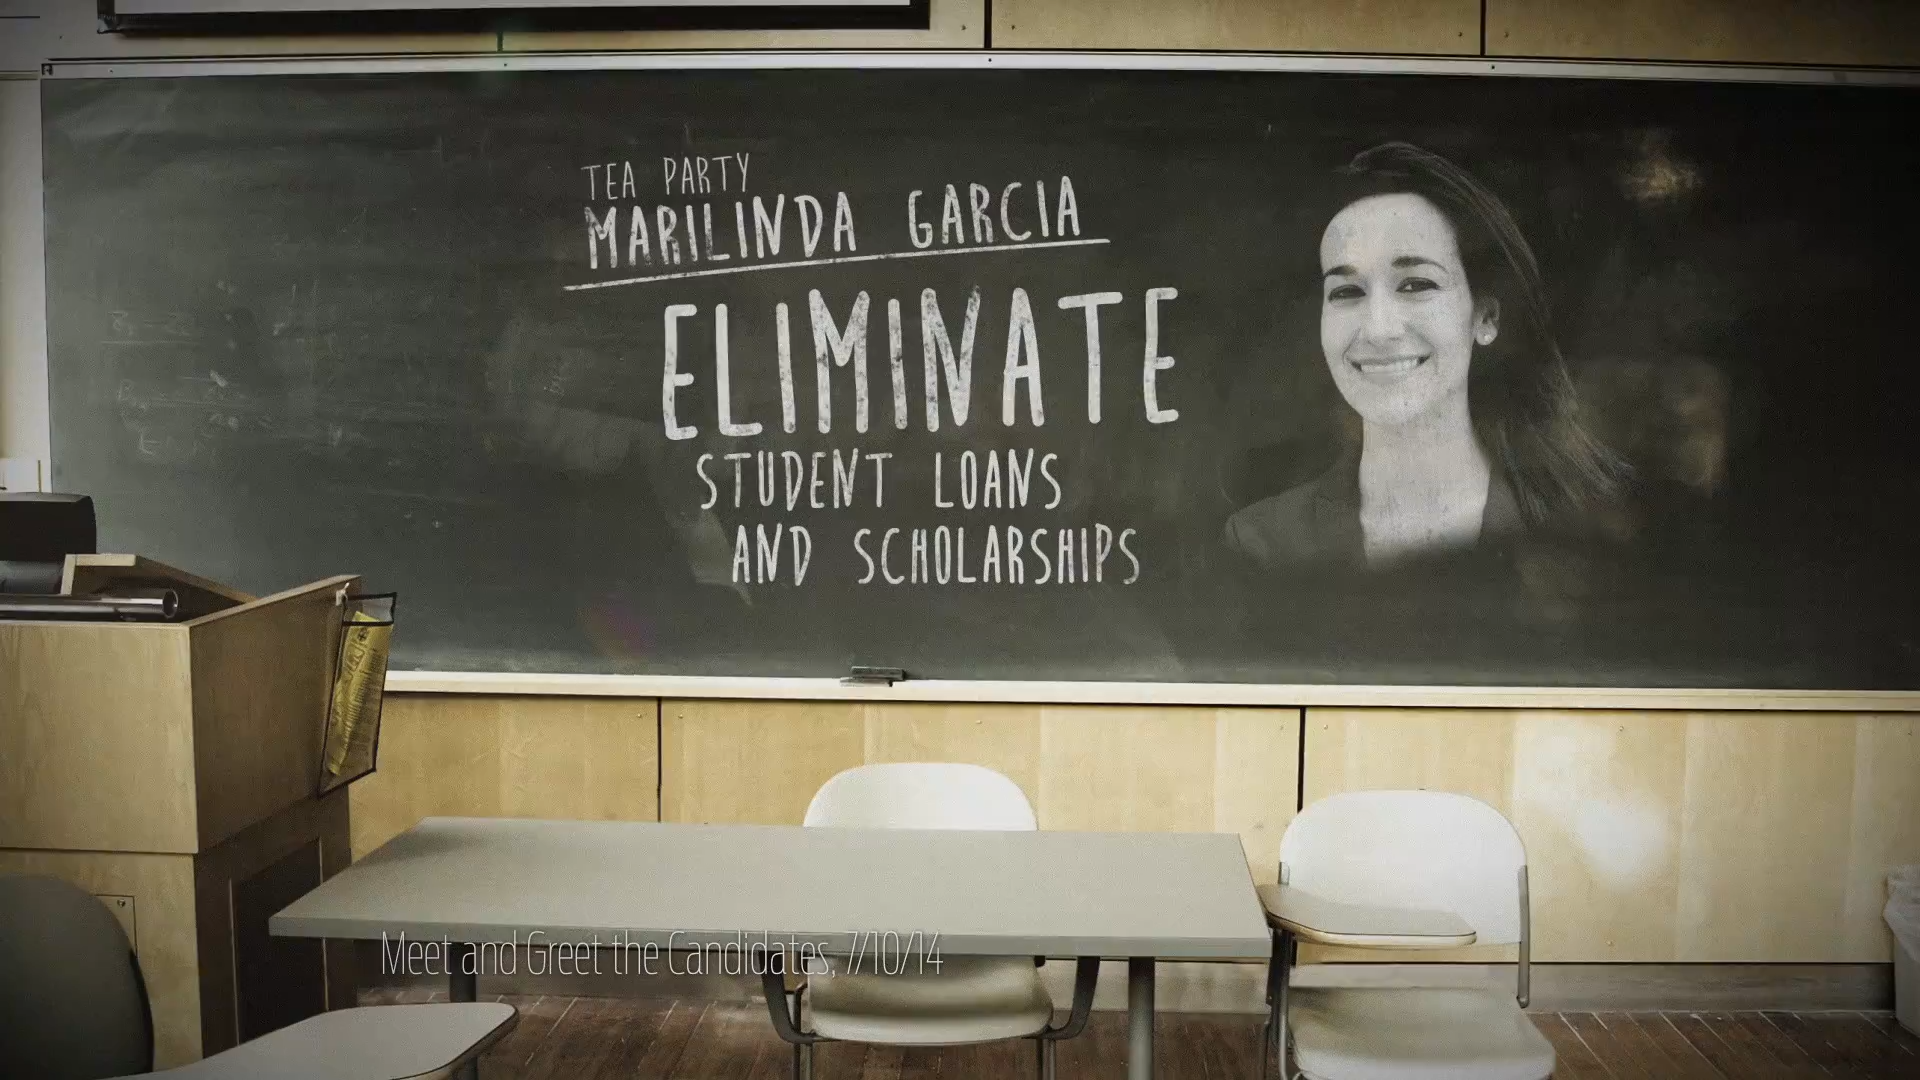 TEA PARTY
MARILINDA GARCIA
ELIMINATE
STUDENT LOANS
AND SCHOLARSHIPS
Meet and Greet the Candidates, 7/10/14